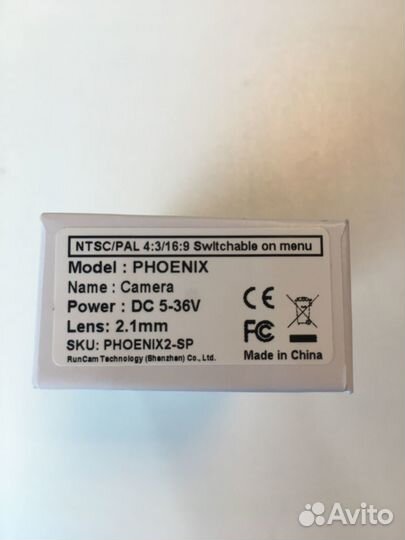 NTSC/PAL 4:3/16:9 Switchable on menu
Model : PHOENIX
Name : Camera
Power : DC 5-36V
Lens: 2.1mm
SKU: PHOENIX2-SP
RunCam Technology (Shenzhen) Co., Ltd.
CE
FC
Made in China
Avito